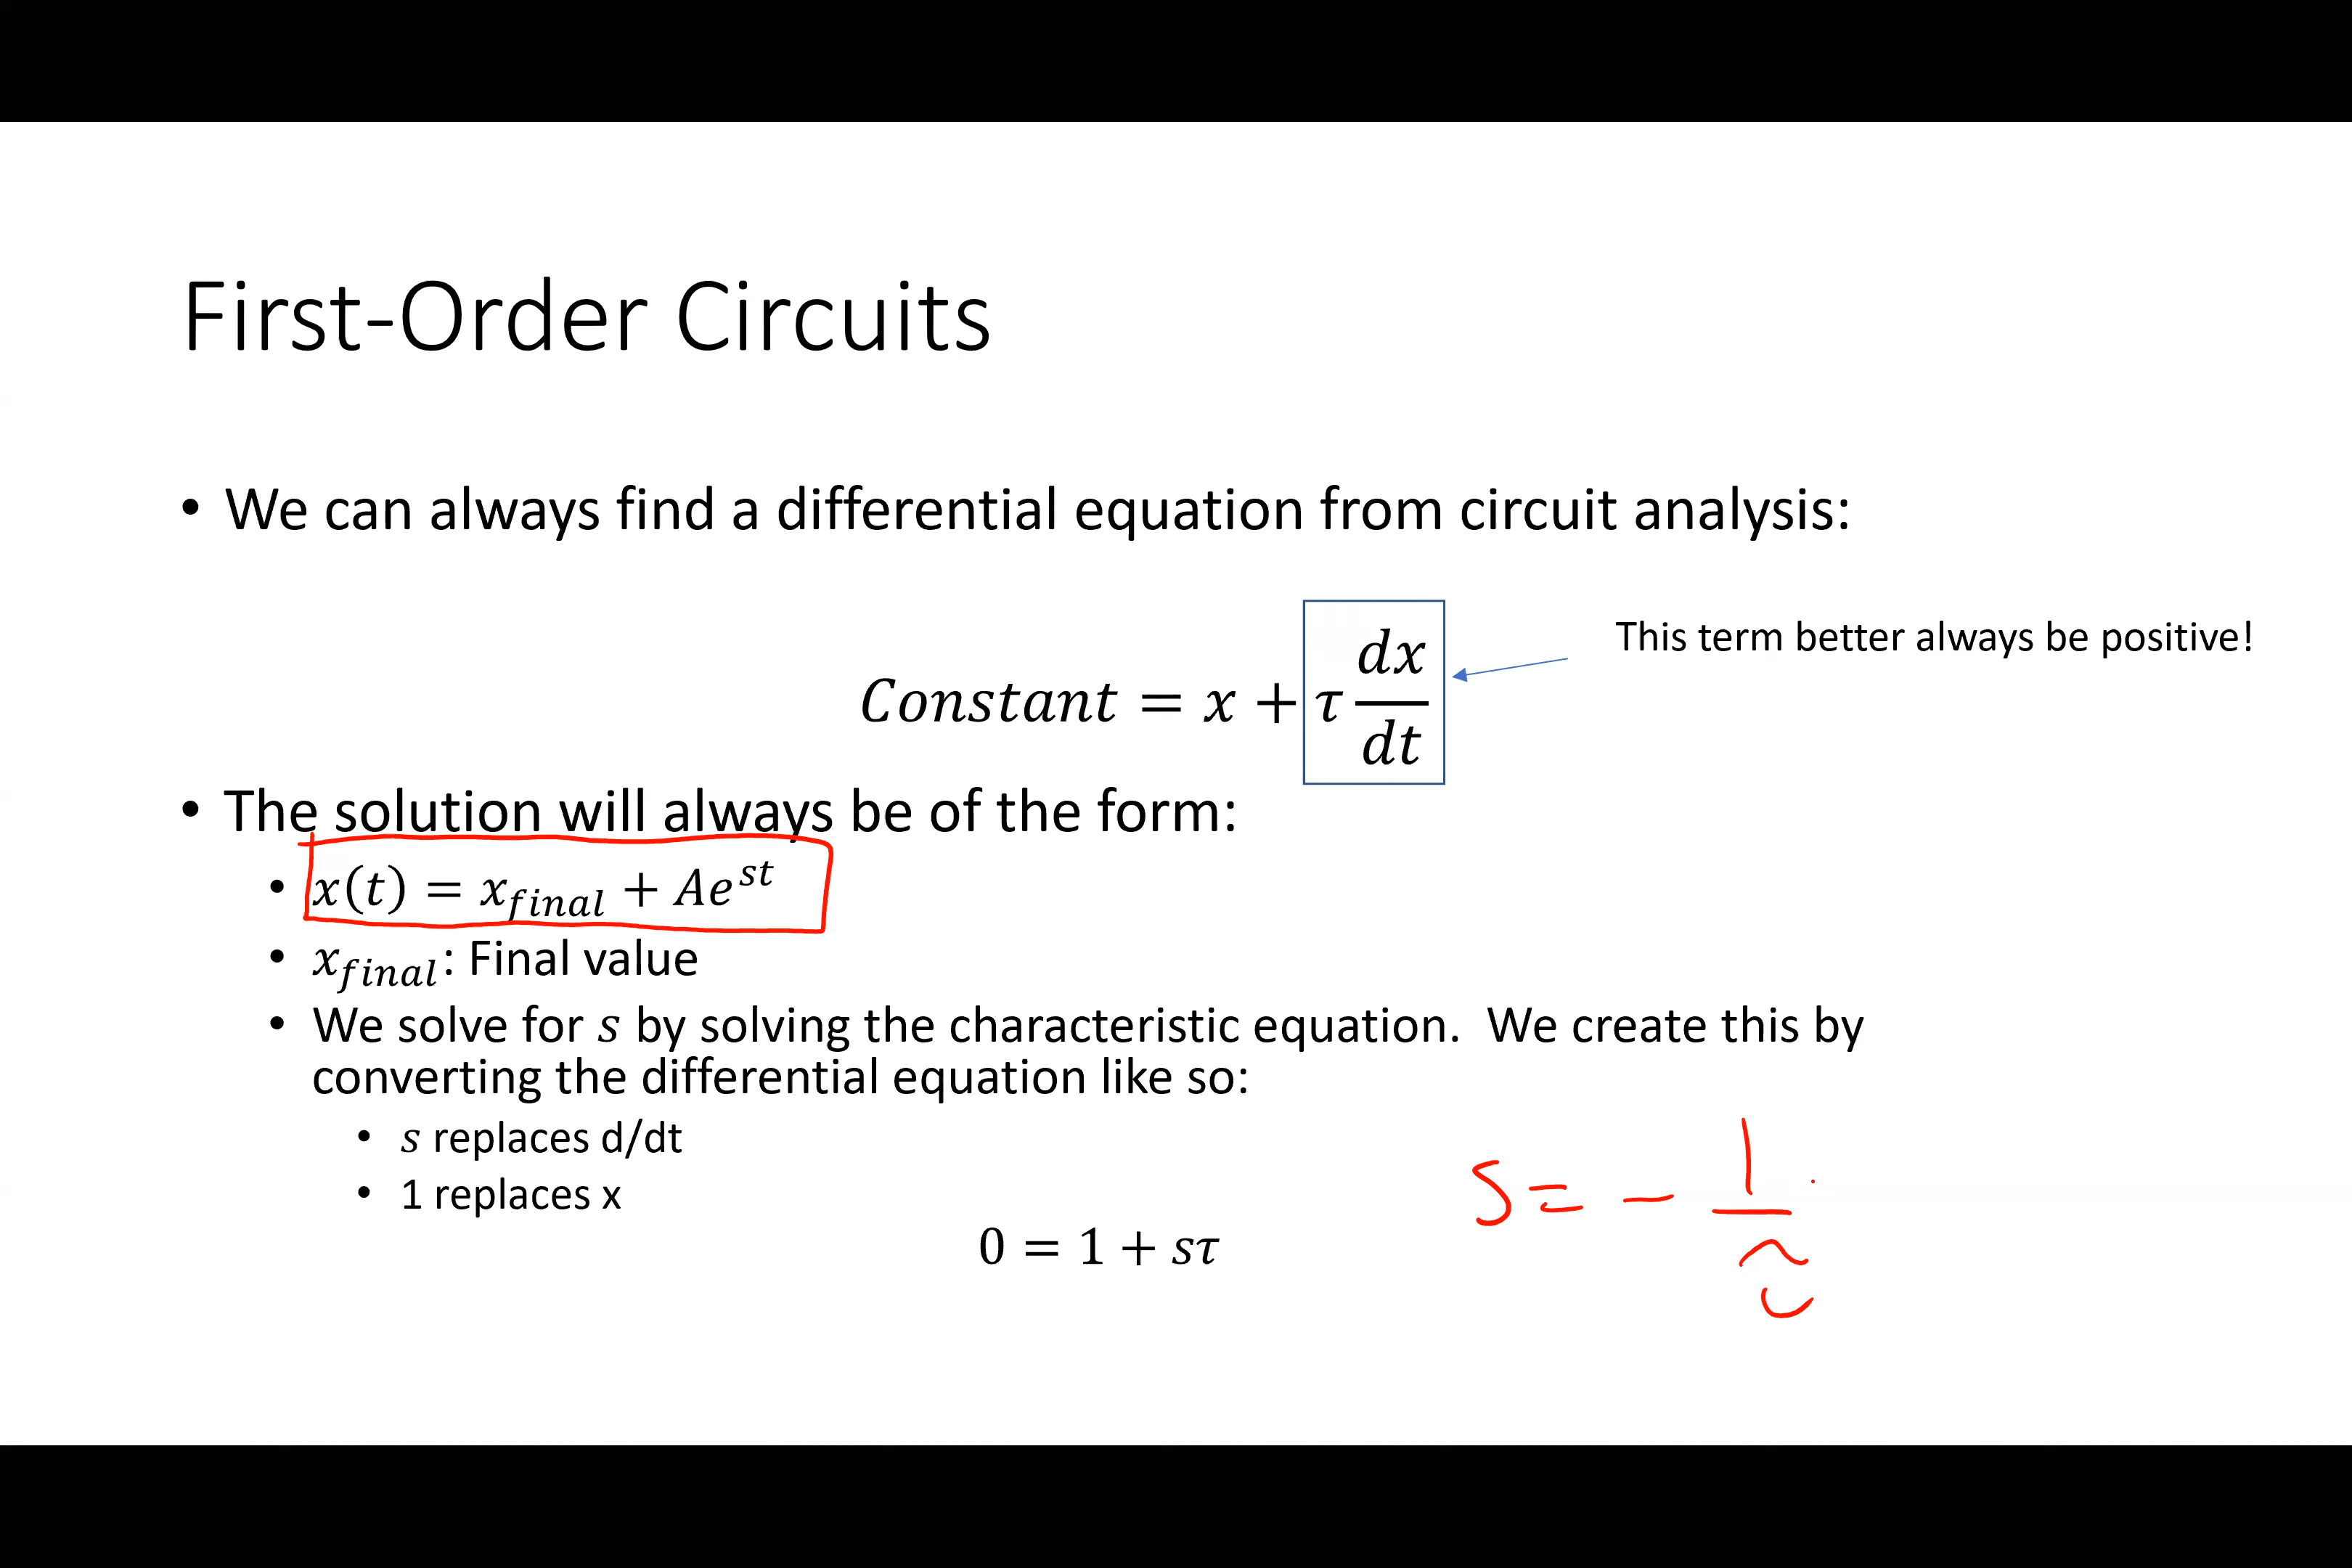 First-Order Circuits
• We can always find a differential equation from circuit analysis:
This term better always be positive!
Constant = x + τ dx/dt
• The solution will always be of the form:
• x(t) = x_final + Ae^st
• x_final: Final value
• We solve for s by solving the characteristic equation. We create this by
converting the differential equation like so:
• s replaces d/dt
• 1 replaces x
s = - 1/τ
0 = 1 + sτ